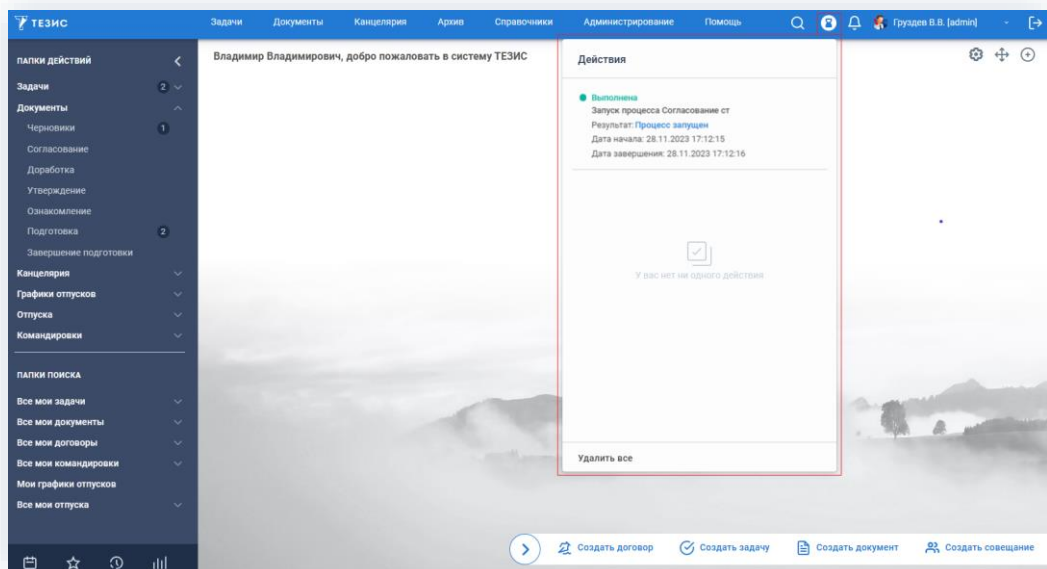 ТЕЗИС
Задачи Документы Канцелярия Архив Справочники Администрирование Помощь Груздев В.В. [admin]
ПАПКИ ДЕЙСТВИЙ
Задачи 2
Документы
Черновики 1
Согласование
Доработка
Утверждение
Ознакомление
Подготовка 2
Завершение подготовки
Канцелярия
Графики отпусков
Отпуска
Командировки
ПАПКИ ПОИСКА
Все мои задачи
Все мои документы
Все мои договоры
Все мои командировки
Мои графики отпусков
Все мои отпуска
Владимир Владимирович, добро пожаловать в систему ТЕЗИС
Действия
Выполнена
Запуск процесса Согласование ст
Результат: Процесс запущен
Дата начала: 28.11.2023 17:12:15
Дата завершения: 28.11.2023 17:12:16
У вас нет ни одного действия
Удалить все
Создать договор Создать задачу Создать документ Создать совещание